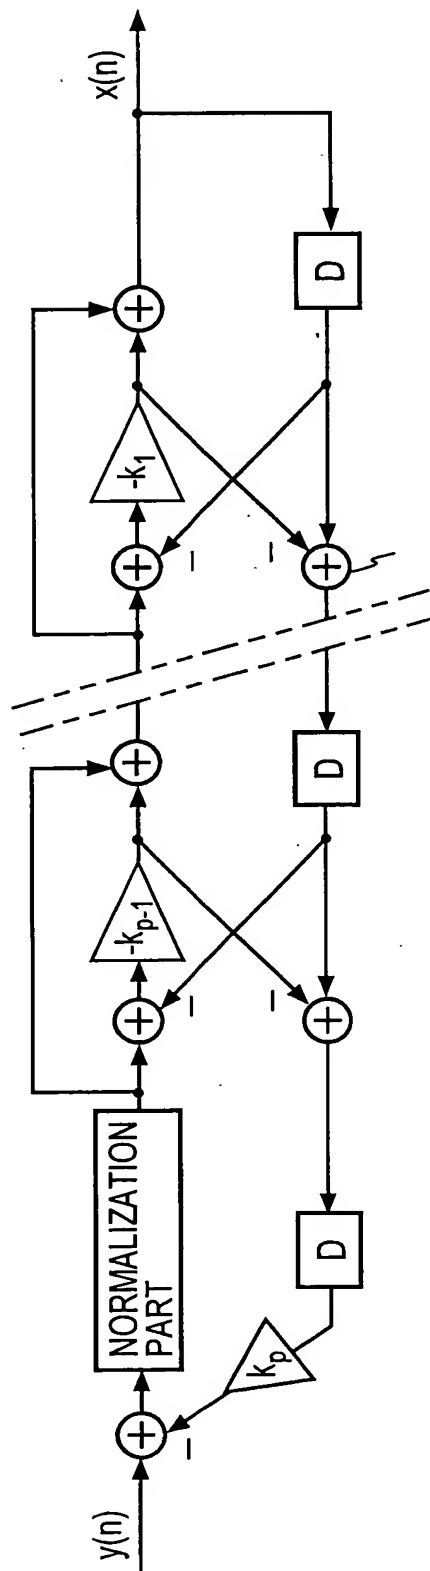 y(n)
NORMALIZATION
PART
-kp-1
-k1
x(n)
kp
D
D
D